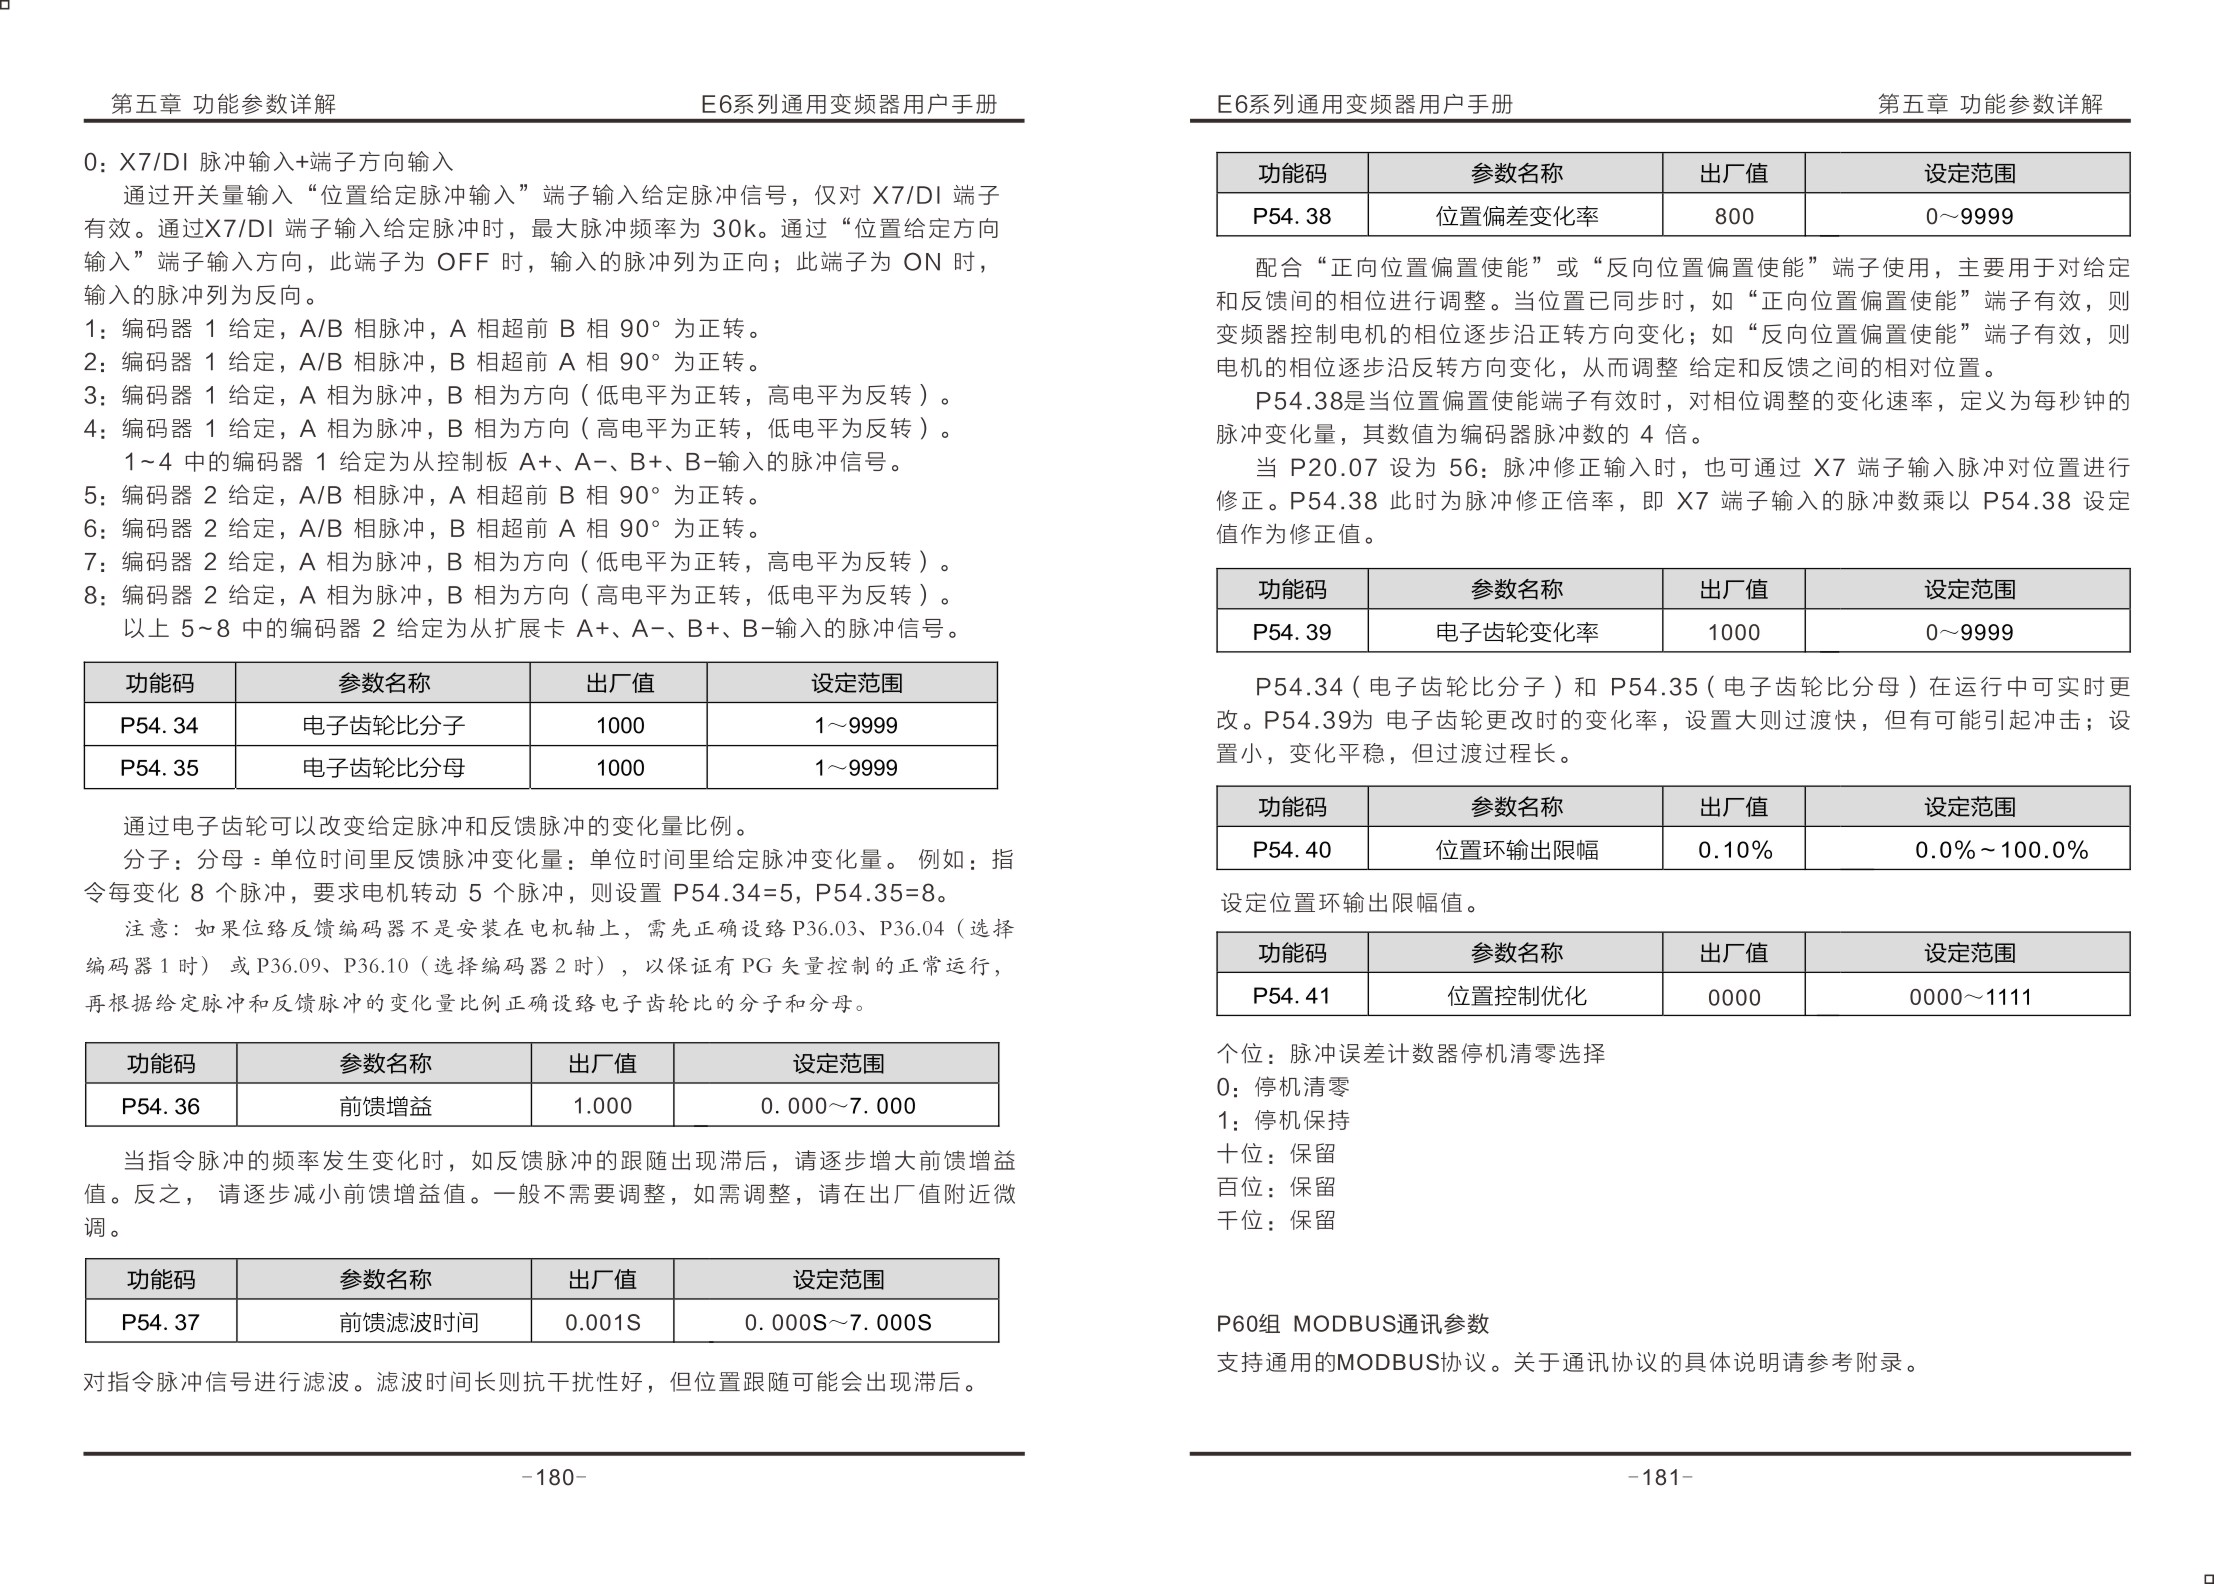 第五章 功能参数详解 E6系列通用变频器用户手册
0：X7/DI 脉冲输入+端子方向输入
通过开关量输入“位置给定脉冲输入”端子输入给定脉冲信号，仅对 X7/DI 端子
有效。通过X7/DI 端子输入给定脉冲时，最大脉冲频率为 30k。通过“位置给定方向
输入”端子输入方向，此端子为 OFF 时，输入的脉冲列为正向；此端子为 ON 时，
输入的脉冲列为反向。
1：编码器 1 给定，A/B 相脉冲，A 相超前 B 相 90° 为正转。
2：编码器 1 给定，A/B 相脉冲，B 相超前 A 相 90° 为正转。
3：编码器 1 给定，A 相为脉冲，B 相为方向（低电平为正转，高电平为反转）。
4：编码器 1 给定，A 相为脉冲，B 相为方向（高电平为正转，低电平为反转）。
1~4 中的编码器 1 给定为从控制板 A+、A-、B+、B-输入的脉冲信号。
5：编码器 2 给定，A/B 相脉冲，A 相超前 B 相 90° 为正转。
6：编码器 2 给定，A/B 相脉冲，B 相超前 A 相 90° 为正转。
7：编码器 2 给定，A 相为脉冲，B 相为方向（低电平为正转，高电平为反转）。
8：编码器 2 给定，A 相为脉冲，B 相为方向（高电平为正转，低电平为反转）。
以上 5~8 中的编码器 2 给定为从扩展卡 A+、A-、B+、B-输入的脉冲信号。
功能码 参数名称 出厂值 设定范围
P54. 34 电子齿轮比分子 1000 1～9999
P54. 35 电子齿轮比分母 1000 1～9999
通过电子齿轮可以改变给定脉冲和反馈脉冲的变化量比例。
分子：分母 = 单位时间里反馈脉冲变化量：单位时间里给定脉冲变化量。 例如：指
令每变化 8 个脉冲，要求电机转动 5 个脉冲，则设置 P54.34=5，P54.35=8。
注意：如果位臵反馈编码器不是安装在电机轴上，需先正确设臵 P36.03、P36.04（选择
编码器 1 时） 或 P36.09、P36.10（选择编码器 2 时），以保证有 PG 矢量控制的正常运行，
再根据给定脉冲和反馈脉冲的变化量比例正确设臵电子齿轮比的分子和分母。
功能码 参数名称 出厂值 设定范围
P54. 36 前馈增益 1.000 0. 000～7. 000
当指令脉冲的频率发生变化时，如反馈脉冲的跟随出现滞后，请逐步增大前馈增益
值。反之， 请逐步减小前馈增益值。一般不需要调整，如需调整，请在出厂值附近微
调。
功能码 参数名称 出厂值 设定范围
P54. 37 前馈滤波时间 0.001S 0. 000S～7. 000S
对指令脉冲信号进行滤波。滤波时间长则抗干扰性好，但位置跟随可能会出现滞后。
-180-
E6系列通用变频器用户手册 第五章 功能参数详解
功能码 参数名称 出厂值 设定范围
P54. 38 位置偏差变化率 800 0～9999
配合“正向位置偏置使能”或“反向位置偏置使能”端子使用，主要用于对给定
和反馈间的相位进行调整。当位置已同步时，如“正向位置偏置使能”端子有效，则
变频器控制电机的相位逐步沿正转方向变化；如“反向位置偏置使能”端子有效，则
电机的相位逐步沿反转方向变化，从而调整 给定和反馈之间的相对位置。
P54.38是当位置偏置使能端子有效时，对相位调整的变化速率，定义为每秒钟的
脉冲变化量，其数值为编码器脉冲数的 4 倍。
当 P20.07 设为 56：脉冲修正输入时，也可通过 X7 端子输入脉冲对位置进行
修正。P54.38 此时为脉冲修正倍率，即 X7 端子输入的脉冲数乘以 P54.38 设定
值作为修正值。
功能码 参数名称 出厂值 设定范围
P54. 39 电子齿轮变化率 1000 0～9999
P54.34（电子齿轮比分子）和 P54.35（电子齿轮比分母）在运行中可实时更
改。P54.39为 电子齿轮更改时的变化率，设置大则过渡快，但有可能引起冲击；设
置小，变化平稳，但过渡过程长。
功能码 参数名称 出厂值 设定范围
P54. 40 位置环输出限幅 0.10% 0.0%~100.0%
设定位置环输出限幅值。
功能码 参数名称 出厂值 设定范围
P54. 41 位置控制优化 0000 0000～1111
个位：脉冲误差计数器停机清零选择
0：停机清零
1：停机保持
十位：保留
百位：保留
千位：保留
P60组 MODBUS通讯参数
支持通用的MODBUS协议。关于通讯协议的具体说明请参考附录。
-181-